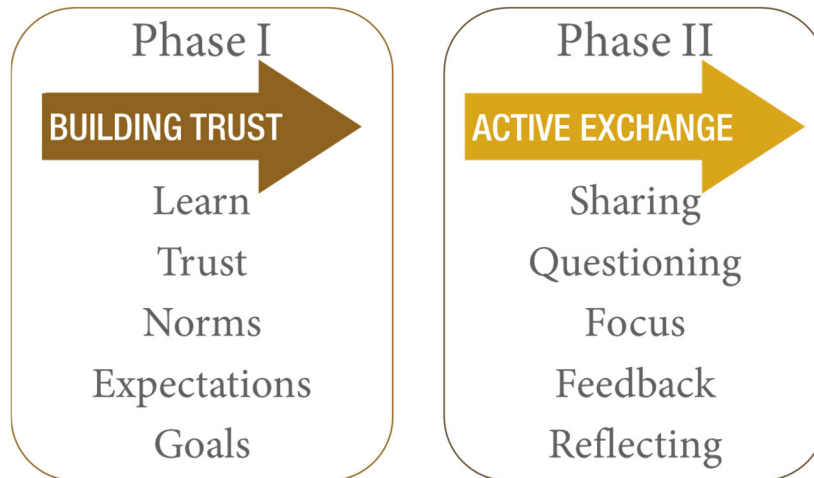 Phase I
BUILDING TRUST
Learn
Trust
Norms
Expectations
Goals
Phase II
ACTIVE EXCHANGE
Sharing
Questioning
Focus
Feedback
Reflecting